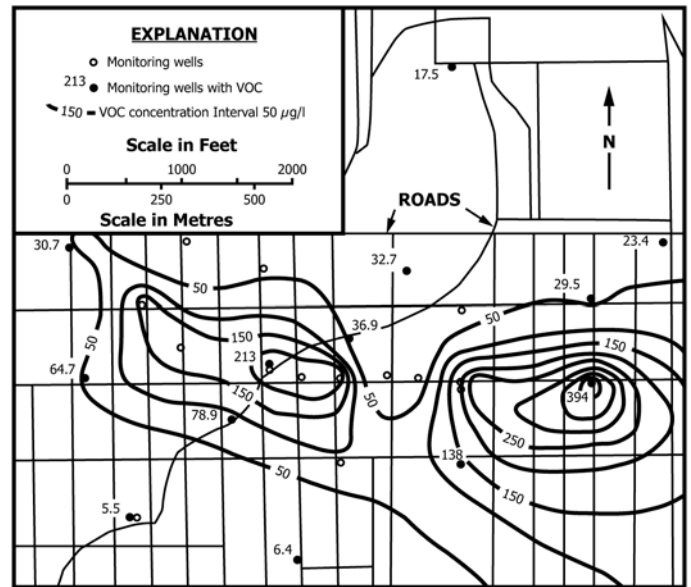 EXPLANATION
Monitoring wells
213 Monitoring wells with VOC
150 VOC concentration Interval 50 µg/l
Scale in Feet
0 1000 2000
0 250 500
Scale in Metres
17.5
N
ROADS
30.7
23.4
32.7
29.5
50
50
36.9
150
150
50
213
64.7
50
394
150
78.9
250
138
50
150
5.5
6.4